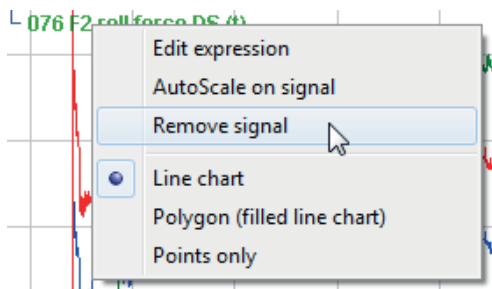 076 F2 roll force DS (t)
Edit expression
AutoScale on signal
Remove signal
Line chart
Polygon (filled line chart)
Points only